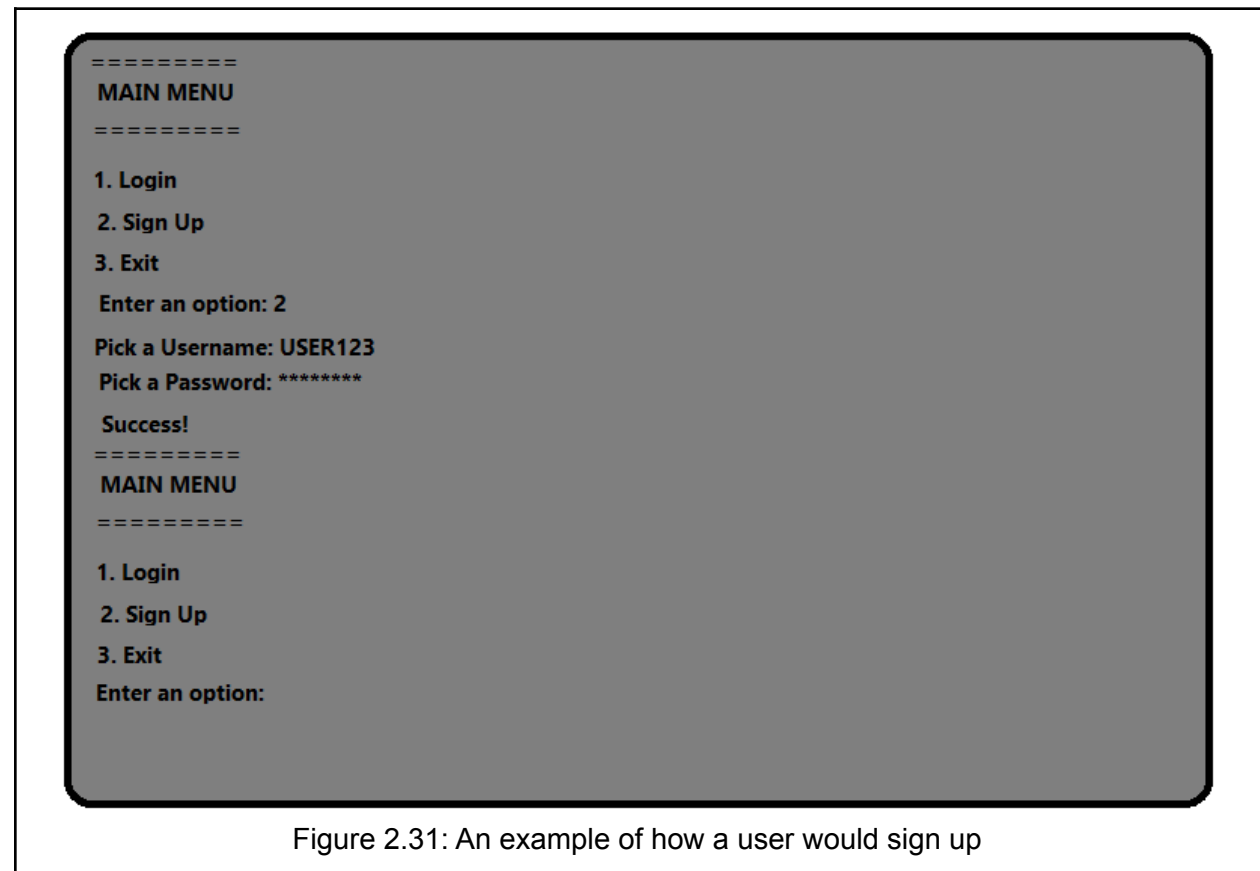 =========
MAIN MENU
=========
1. Login
2. Sign Up
3. Exit
Enter an option: 2
Pick a Username: USER123
Pick a Password: ********
Success!
=========
MAIN MENU
=========
1. Login
2. Sign Up
3. Exit
Enter an option:
Figure 2.31: An example of how a user would sign up